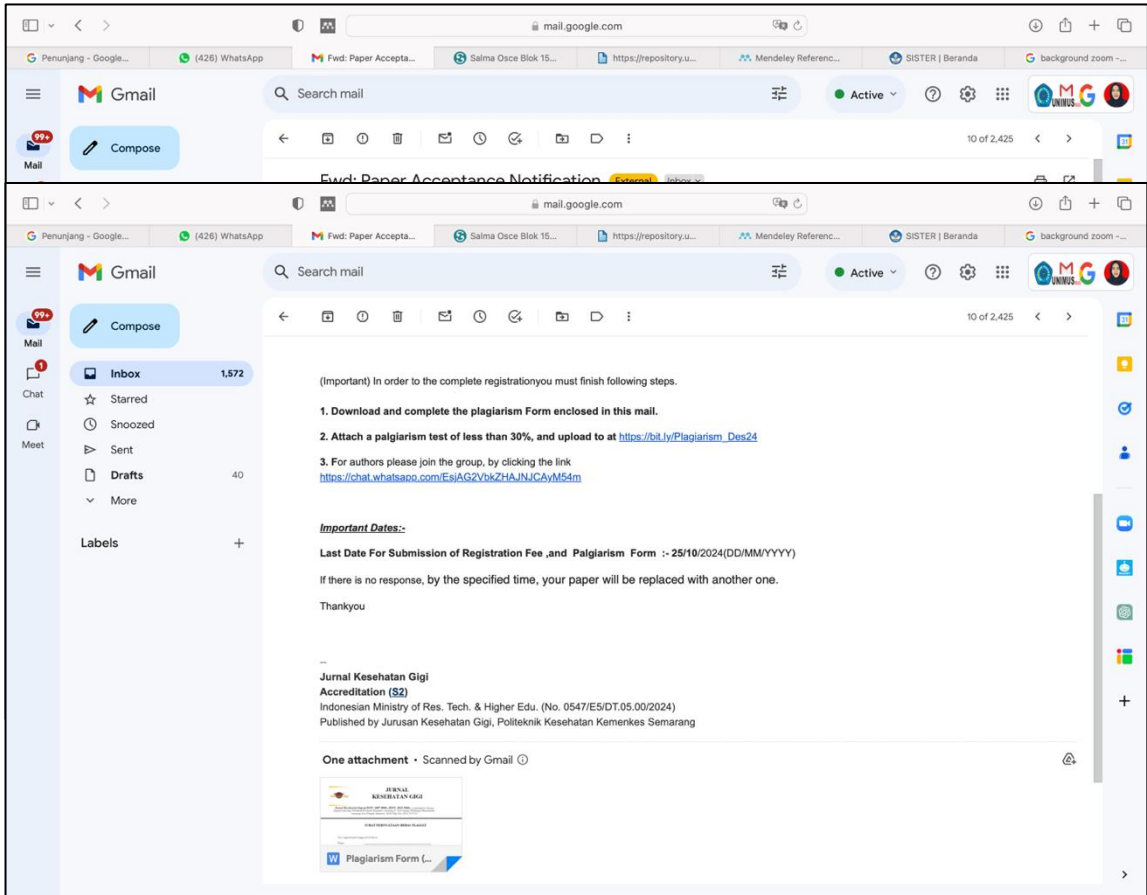 mail.google.com
Penunjang - Google...
(426) WhatsApp
Fwd: Paper Accepta...
Salma Osce Blok 15...
https://repository.u...
Mendeley Referenc...
SISTER | Beranda
background zoom -...
Gmail
Search mail
Active
UNIMUS
99+
Mail
Compose
10 of 2,425
Fwd: Paper Acceptance Notification External Inbox
mail.google.com
Penunjang - Google...
(426) WhatsApp
Fwd: Paper Accepta...
Salma Osce Blok 15...
https://repository.u...
Mendeley Referenc...
SISTER | Beranda
background zoom -...
Gmail
Search mail
Active
UNIMUS
99+
Mail
Compose
10 of 2,425
1
Chat
Meet
Inbox 1,572
Starred
Snoozed
Sent
Drafts 40
More
Labels
(Important) In order to the complete registrationyou must finish following steps.
1. Download and complete the plagiarism Form enclosed in this mail.
2. Attach a palgiarism test of less than 30%, and upload to at https://bit.ly/Plagiarism_Des24
3. For authors please join the group, by clicking the link
https://chat.whatsapp.com/EsjAG2VbkZHAJNJCAyM54m
Important Dates:-
Last Date For Submission of Registration Fee ,and Palgiarism Form :- 25/10/2024(DD/MM/YYYY)
If there is no response, by the specified time, your paper will be replaced with another one.
Thankyou
--
Jurnal Kesehatan Gigi
Accreditation (S2)
Indonesian Ministry of Res. Tech. & Higher Edu. (No. 0547/E5/DT.05.00/2024)
Published by Jurusan Kesehatan Gigi, Politeknik Kesehatan Kemenkes Semarang
One attachment • Scanned by Gmail
JURNAL
KESEHATAN GIGI
Plagiarism Form (...